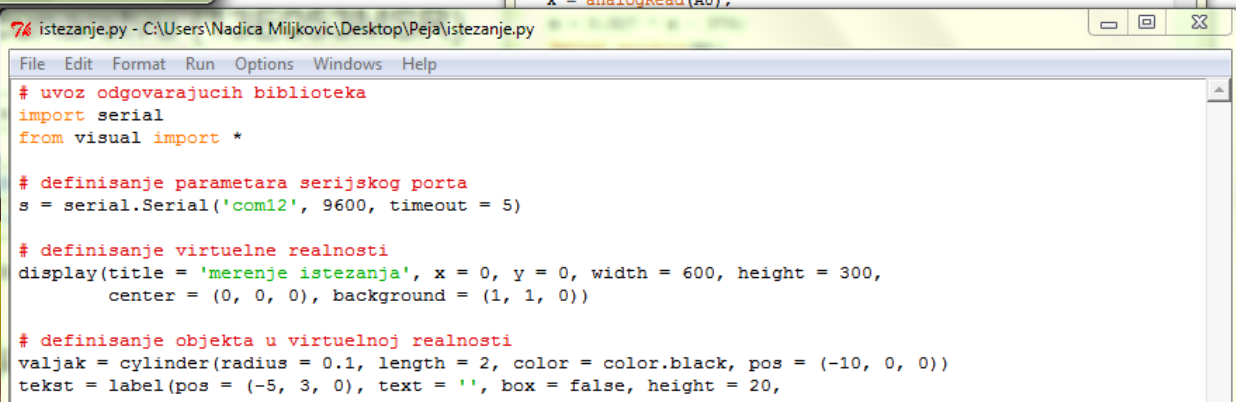 x = analogRead(A0);
istezanje.py - C:\Users\Nadica Miljkovic\Desktop\Peja\istezanje.py
File Edit Format Run Options Windows Help
# uvoz odgovarajucih biblioteka
import serial
from visual import *
# definisanje parametara serijskog porta
s = serial.Serial('com12', 9600, timeout = 5)
# definisanje virtuelne realnosti
display(title = 'merenje istezanja', x = 0, y = 0, width = 600, height = 300,
center = (0, 0, 0), background = (1, 1, 0))
# definisanje objekta u virtuelnoj realnosti
valjak = cylinder(radius = 0.1, length = 2, color = color.black, pos = (-10, 0, 0))
tekst = label(pos = (-5, 3, 0), text = '', box = false, height = 20,